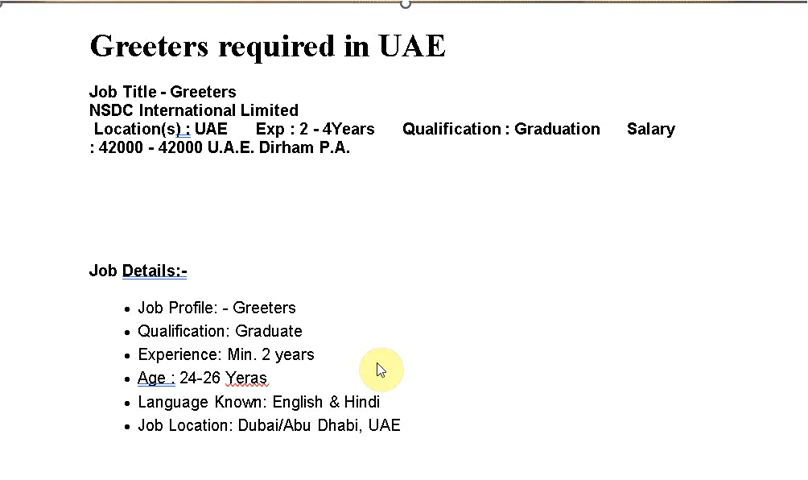 Greeters required in UAE
Job Title - Greeters
NSDC International Limited
Location(s) : UAE Exp : 2 - 4Years Qualification : Graduation Salary
: 42000 - 42000 U.A.E. Dirham P.A.
Job Details:-
• Job Profile: - Greeters
• Qualification: Graduate
• Experience: Min. 2 years
• Age : 24-26 Yeras
• Language Known: English & Hindi
• Job Location: Dubai/Abu Dhabi, UAE